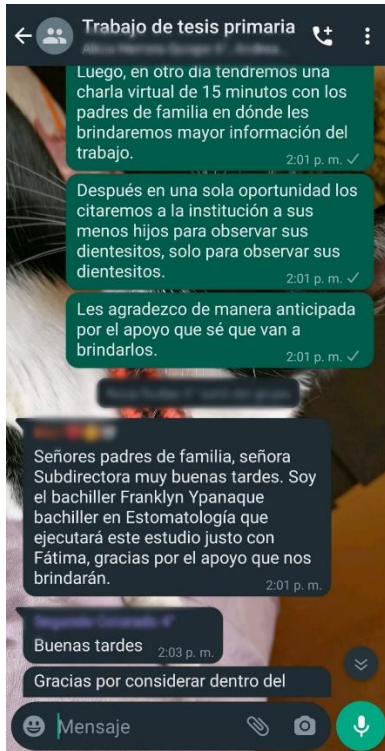 Trabajo de tesis primaria
Luego, en otro día tendremos una
charla virtual de 15 minutos con los
padres de familia en dónde les
brindaremos mayor información del
trabajo.
2:01 p. m.
Después en una sola oportunidad los
citaremos a la institución a sus
menos hijos para observar sus
dientesitos, solo para observar sus
dientesitos.
2:01 p. m.
Les agradezco de manera anticipada
por el apoyo que sé que van a
brindarlos.
2:01 p. m.
Señores padres de familia, señora
Subdirectora muy buenas tardes. Soy
el bachiller Franklyn Ypanaque
bachiller en Estomatología que
ejecutará este estudio justo con
Fátima, gracias por el apoyo que nos
brindarán.
2:01 p. m.
Buenas tardes 2:03 p. m.
Gracias por considerar dentro del
Mensaje